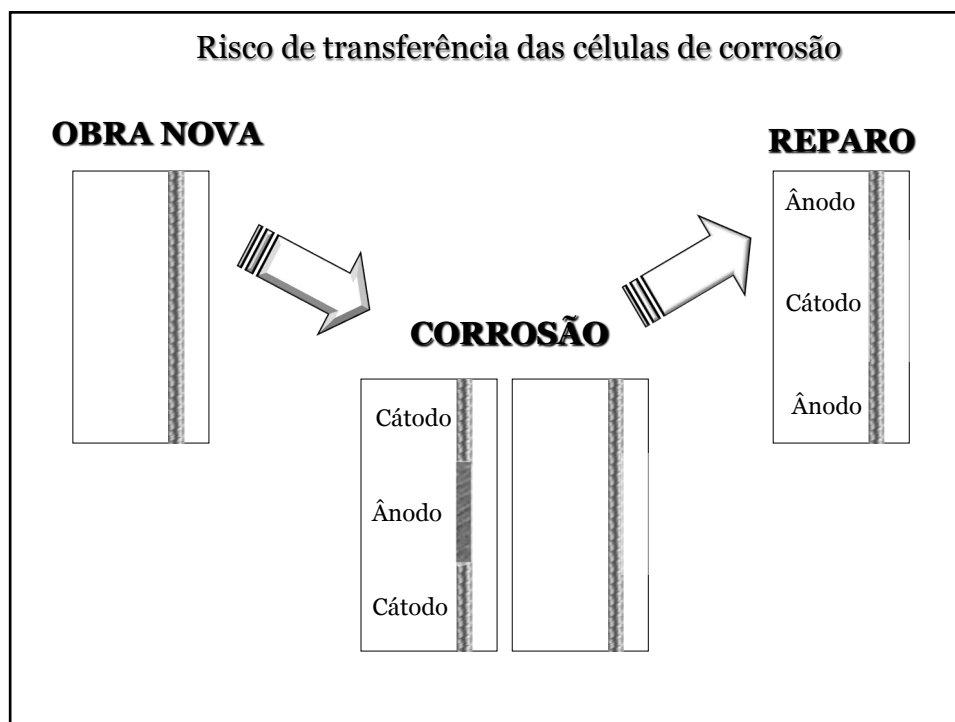 Risco de transferência das células de corrosão
OBRA NOVA
REPARO
Ânodo
Cátodo
Ânodo
CORROSÃO
Cátodo
Ânodo
Cátodo